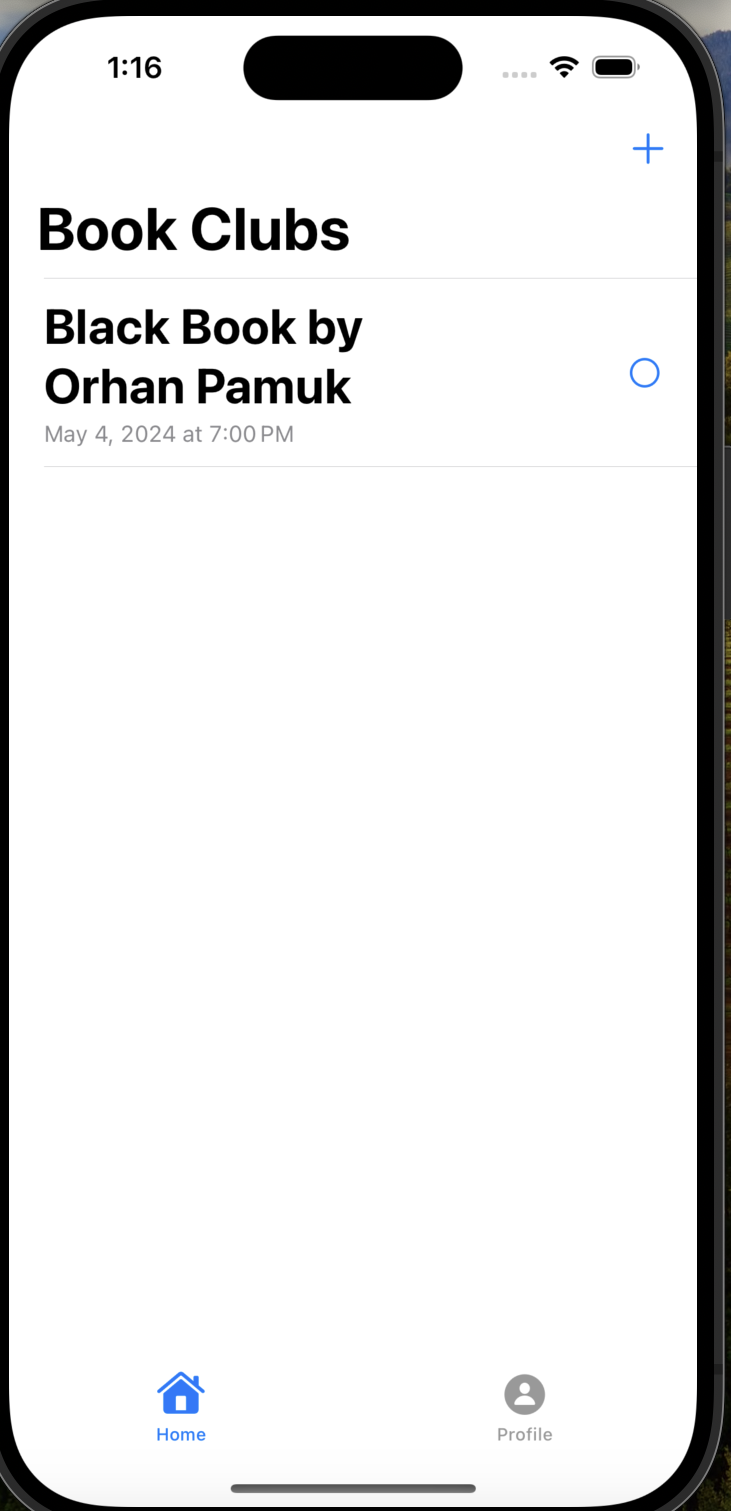 1:16
Book Clubs
Black Book by
Orhan Pamuk
May 4, 2024 at 7:00 PM
Home
Profile